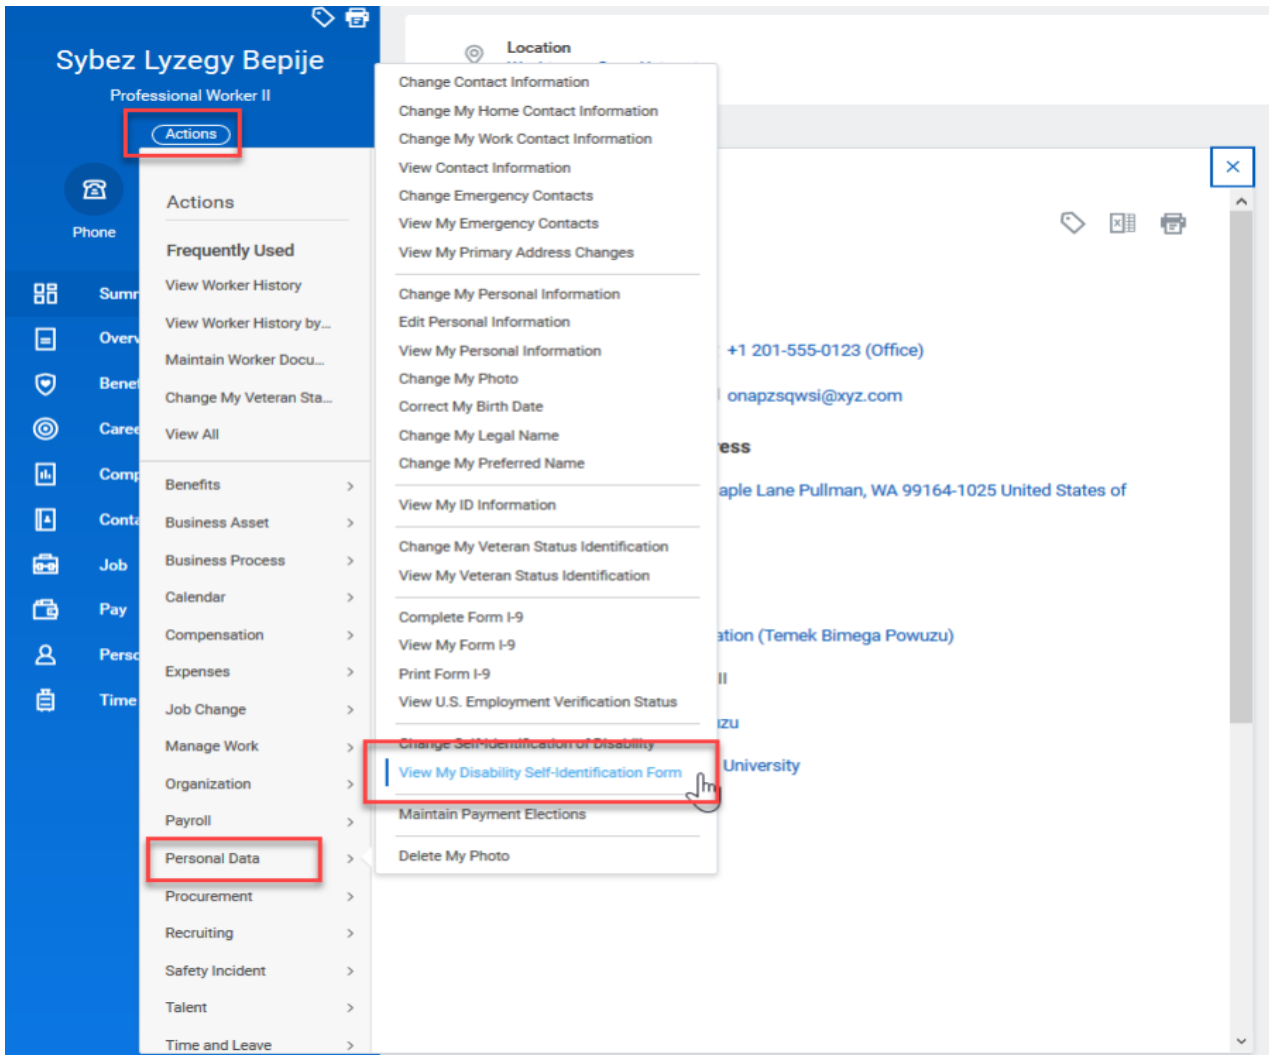 Sybez Lyzegy Bepije
Professional Worker II
Actions
Phone
Summ
Overv
Benef
Caree
Comp
Conta
Job
Pay
Perso
Time
Actions
Frequently Used
View Worker History
View Worker History by...
Maintain Worker Docu...
Change My Veteran Sta...
View All
Benefits
Business Asset
Business Process
Calendar
Compensation
Expenses
Job Change
Manage Work
Organization
Payroll
Personal Data
Procurement
Recruiting
Safety Incident
Talent
Time and Leave
Change Contact Information
Change My Home Contact Information
Change My Work Contact Information
View Contact Information
Change Emergency Contacts
View My Emergency Contacts
View My Primary Address Changes
Change My Personal Information
Edit Personal Information
View My Personal Information
Change My Photo
Correct My Birth Date
Change My Legal Name
Change My Preferred Name
View My ID Information
Change My Veteran Status Identification
View My Veteran Status Identification
Complete Form I-9
View My Form I-9
Print Form I-9
View U.S. Employment Verification Status
Change Self-Identification of Disability
View My Disability Self-Identification Form
Maintain Payment Elections
Delete My Photo
Location
+1 201-555-0123 (Office)
onapzsqwsi@xyz.com
ess
aple Lane Pullman, WA 99164-1025 United States of
ation (Temek Bimega Powuzu)
II
uzu
University